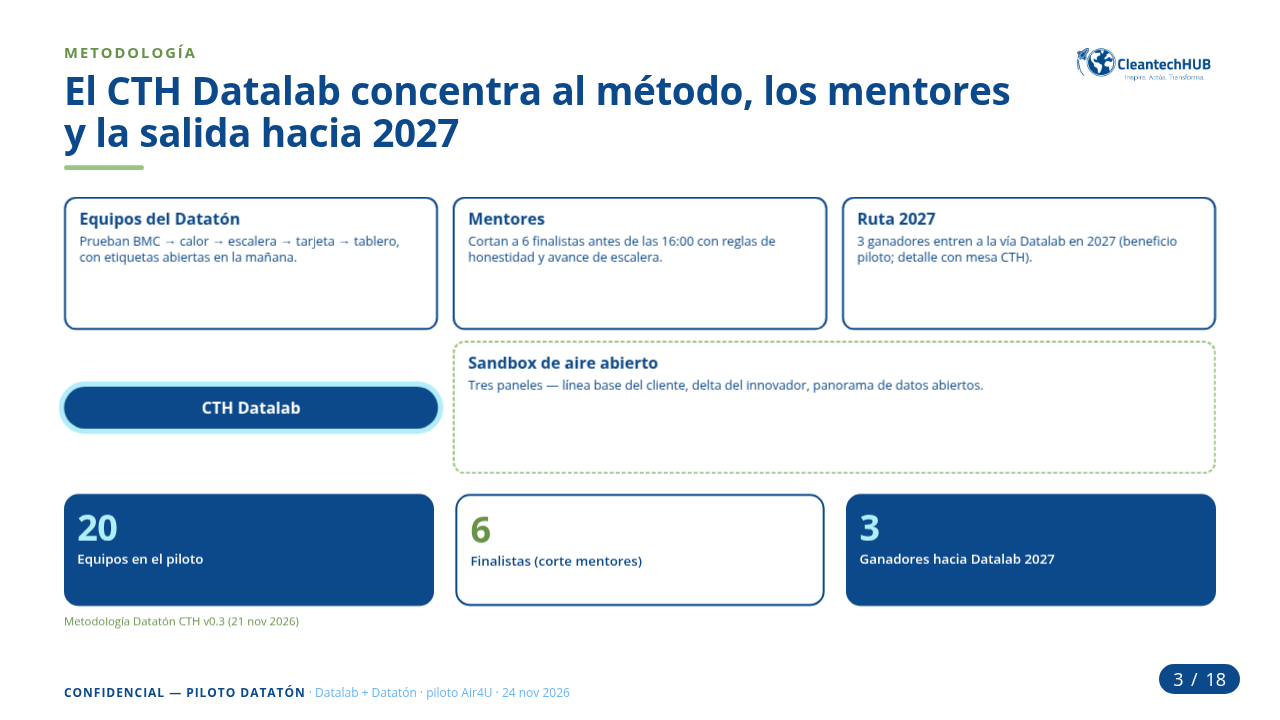 METODOLOGÍA
El CTH Datalab concentra al método, los mentores
y la salida hacia 2027
CleantechHUB
Inspira. Actúa. Transforma.
Equipos del Datatón
Prueban BMC → calor → escalera → tarjeta → tablero,
con etiquetas abiertas en la mañana.
Mentores
Cortan a 6 finalistas antes de las 16:00 con reglas de
honestidad y avance de escalera.
Ruta 2027
3 ganadores entren a la vía Datalab en 2027 (beneficio
piloto; detalle con mesa CTH).
CTH Datalab
Sandbox de aire abierto
Tres paneles — línea base del cliente, delta del innovador, panorama de datos abiertos.
20
Equipos en el piloto
6
Finalistas (corte mentores)
3
Ganadores hacia Datalab 2027
Metodología Datatón CTH v0.3 (21 nov 2026)
CONFIDENCIAL — PILOTO DATATÓN · Datalab + Datatón · piloto Air4U · 24 nov 2026
3 / 18